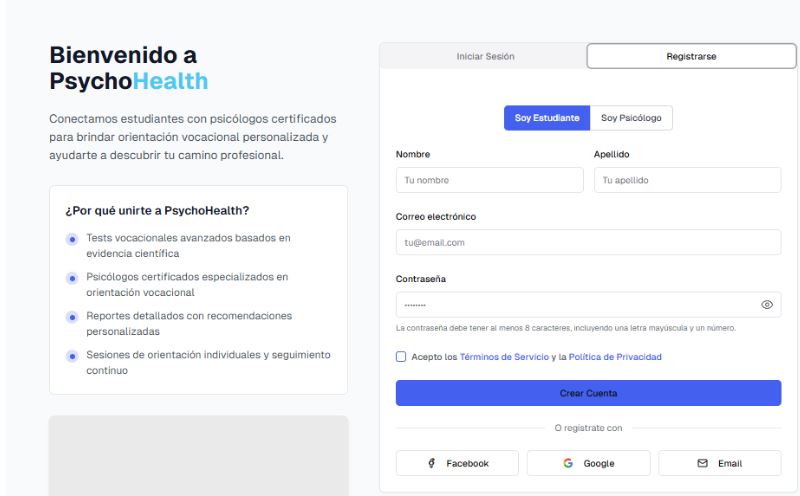 Bienvenido a
PsychoHealth
Conectamos estudiantes con psicólogos certificados
para brindar orientación vocacional personalizada y
ayudarte a descubrir tu camino profesional.
¿Por qué unirte a PsychoHealth?
Tests vocacionales avanzados basados en
evidencia científica
Psicólogos certificados especializados en
orientación vocacional
Reportes detallados con recomendaciones
personalizadas
Sesiones de orientación individuales y seguimiento
continuo
Iniciar Sesión
Registrarse
Soy Estudiante
Soy Psicólogo
Nombre
Apellido
Tu nombre
Tu apellido
Correo electrónico
tu@email.com
Contraseña
••••••••
La contraseña debe tener al menos 8 caracteres, incluyendo una letra mayúscula y un número.
Acepto los Términos de Servicio y la Política de Privacidad
Crear Cuenta
O regístrate con
Facebook
Google
Email